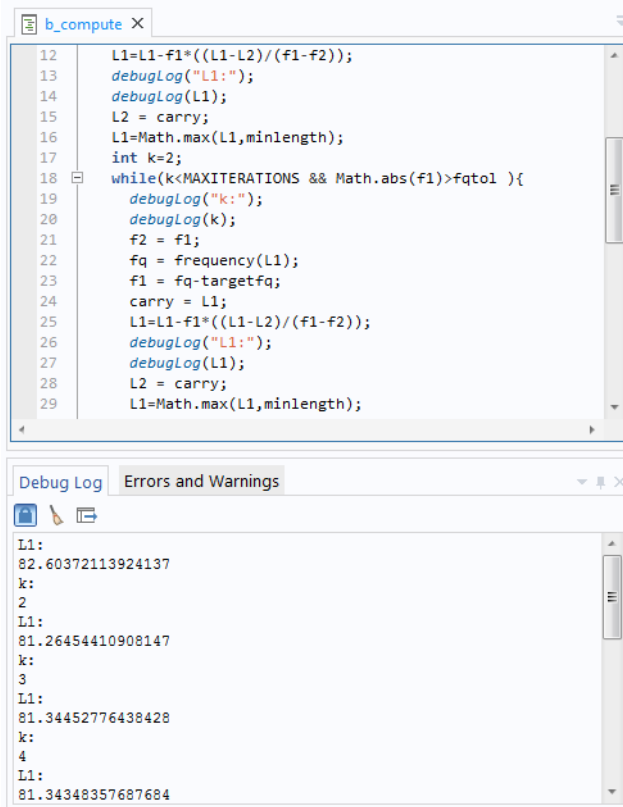 b_compute
12 L1=L1-f1*((L1-L2)/(f1-f2));
13 debugLog("L1:");
14 debugLog(L1);
15 L2 = carry;
16 L1=Math.max(L1,minlength);
17 int k=2;
18 while(k<MAXITERATIONS && Math.abs(f1)>fqtol ){
19 debugLog("k:");
20 debugLog(k);
21 f2 = f1;
22 fq = frequency(L1);
23 f1 = fq-targetfq;
24 carry = L1;
25 L1=L1-f1*((L1-L2)/(f1-f2));
26 debugLog("L1:");
27 debugLog(L1);
28 L2 = carry;
29 L1=Math.max(L1,minlength);
Debug Log Errors and Warnings
L1:
82.60372113924137
k:
2
L1:
81.26454410908147
k:
3
L1:
81.34452776438428
k:
4
L1:
81.34348357687684